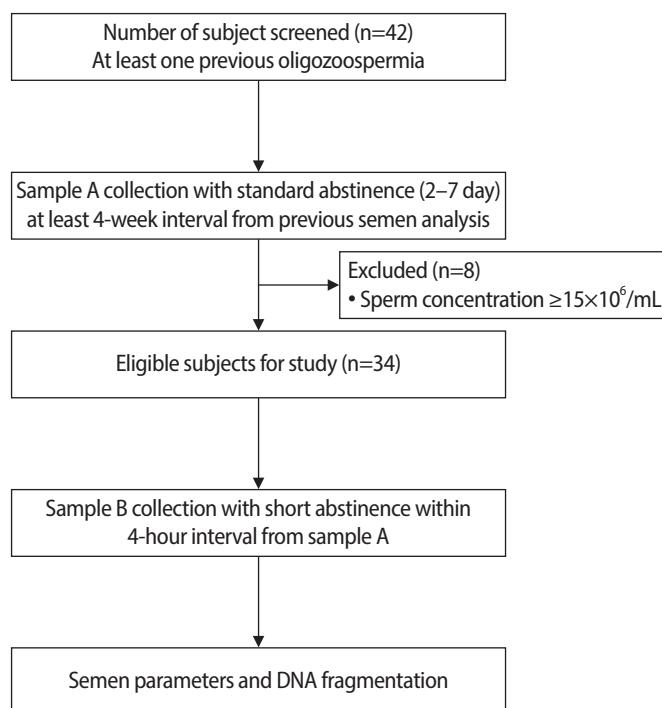 Number of subject screened (n=42)
At least one previous oligozoospermia
Sample A collection with standard abstinence (2–7 day)
at least 4-week interval from previous semen analysis
Excluded (n=8)
• Sperm concentration ≥15×10⁶/mL
Eligible subjects for study (n=34)
Sample B collection with short abstinence within
4-hour interval from sample A
Semen parameters and DNA fragmentation